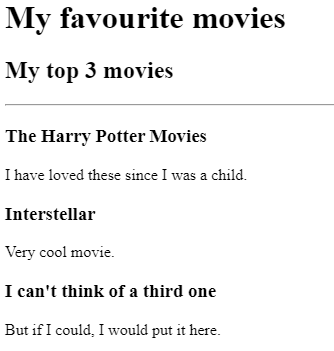 My favourite movies
My top 3 movies
The Harry Potter Movies
I have loved these since I was a child.
Interstellar
Very cool movie.
I can't think of a third one
But if I could, I would put it here.